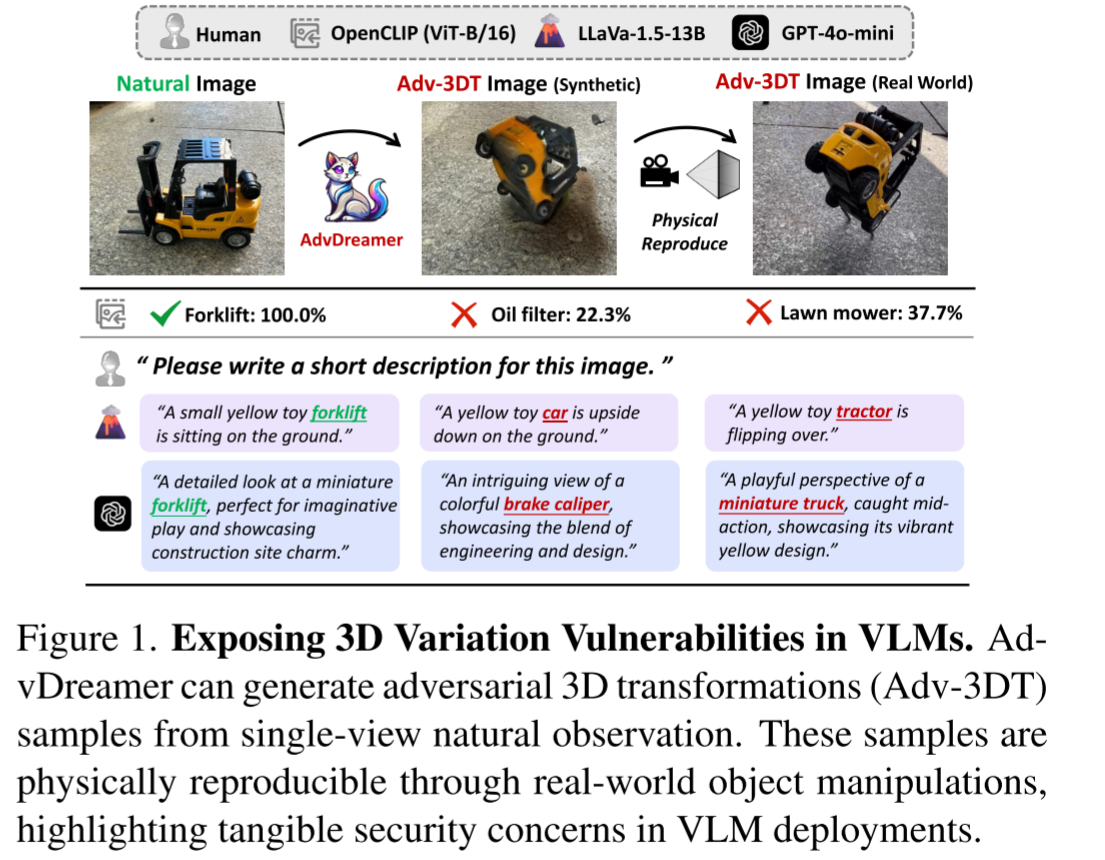 Human OpenCLIP (ViT-B/16) LLaVa-1.5-13B GPT-4o-mini
Natural Image Adv-3DT Image (Synthetic) Adv-3DT Image (Real World)
AdvDreamer
Physical
Reproduce
Forklift: 100.0% Oil filter: 22.3% Lawn mower: 37.7%
“ Please write a short description for this image. ”
“A small yellow toy forklift
is sitting on the ground.”
“A yellow toy car is upside
down on the ground.”
“A yellow toy tractor is
flipping over.”
“A detailed look at a miniature
forklift, perfect for imaginative
play and showcasing
construction site charm.”
“An intriguing view of a
colorful brake caliper,
showcasing the blend of
engineering and design.”
“A playful perspective of a
miniature truck, caught mid-
action, showcasing its vibrant
yellow design.”
Figure 1. Exposing 3D Variation Vulnerabilities in VLMs. Ad-
vDreamer can generate adversarial 3D transformations (Adv-3DT)
samples from single-view natural observation. These samples are
physically reproducible through real-world object manipulations,
highlighting tangible security concerns in VLM deployments.